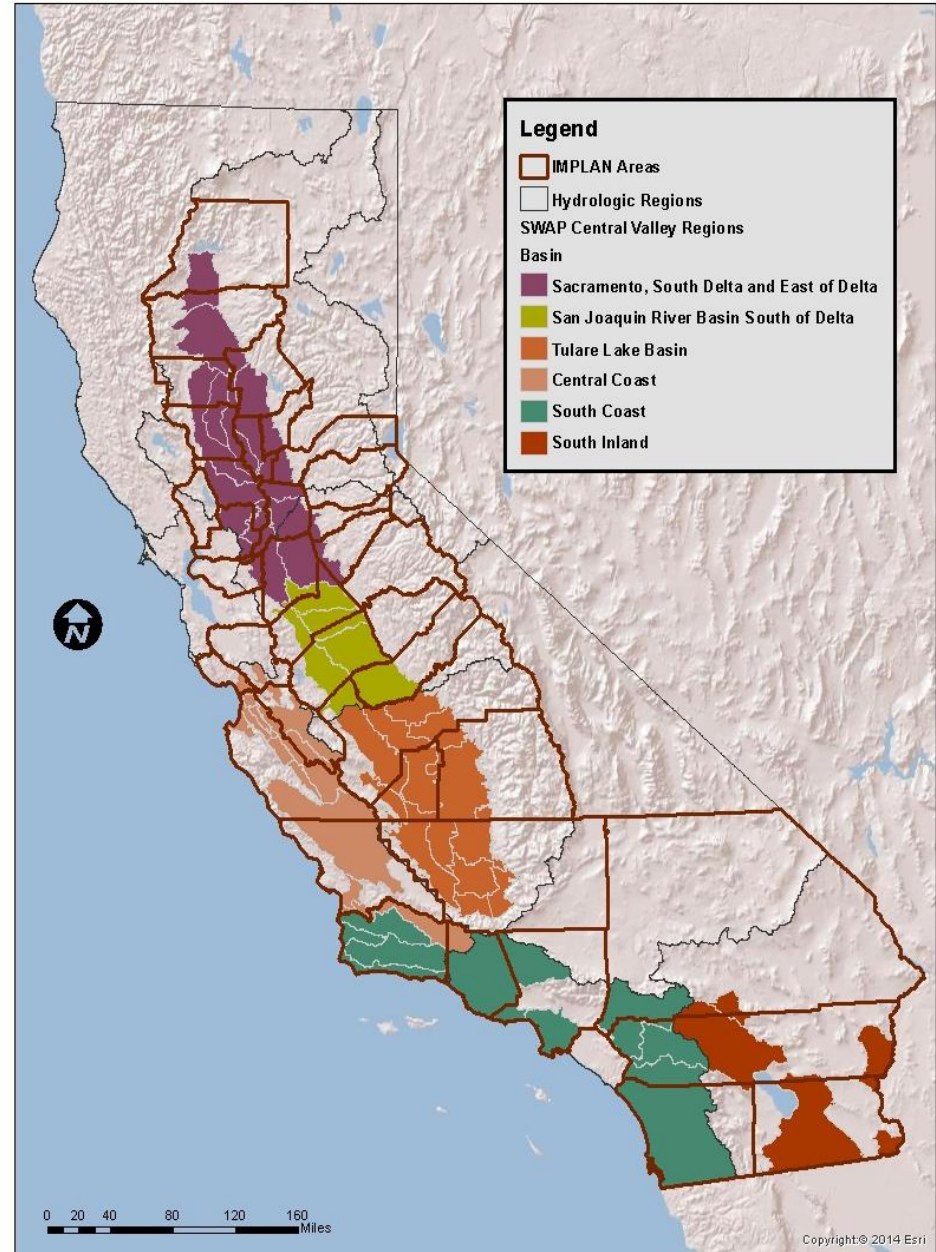 Legend
IMPLAN Areas
Hydrologic Regions
SWAP Central Valley Regions
Basin
Sacramento, South Delta and East of Delta
San Joaquin River Basin South of Delta
Tulare Lake Basin
Central Coast
South Coast
South Inland
N
0 20 40 80 120 160
Miles
Copyright:© 2014 Esri